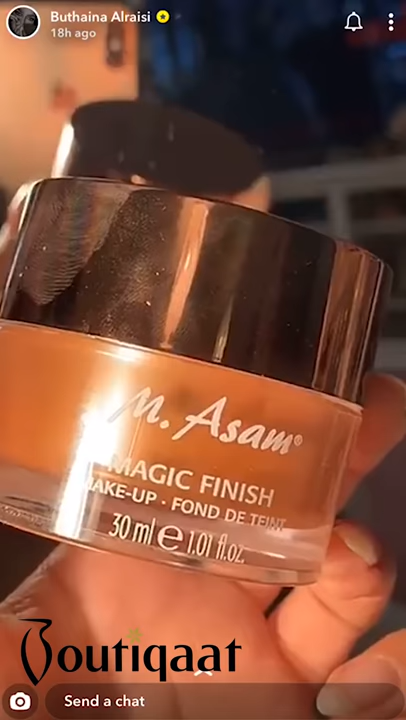 Buthaina Alraisi
18h ago
M. Asam®
MAGIC FINISH
MAKE-UP · FOND DE TEINT
30 ml e 1.01 fl.oz.
Boutiqaat
Send a chat